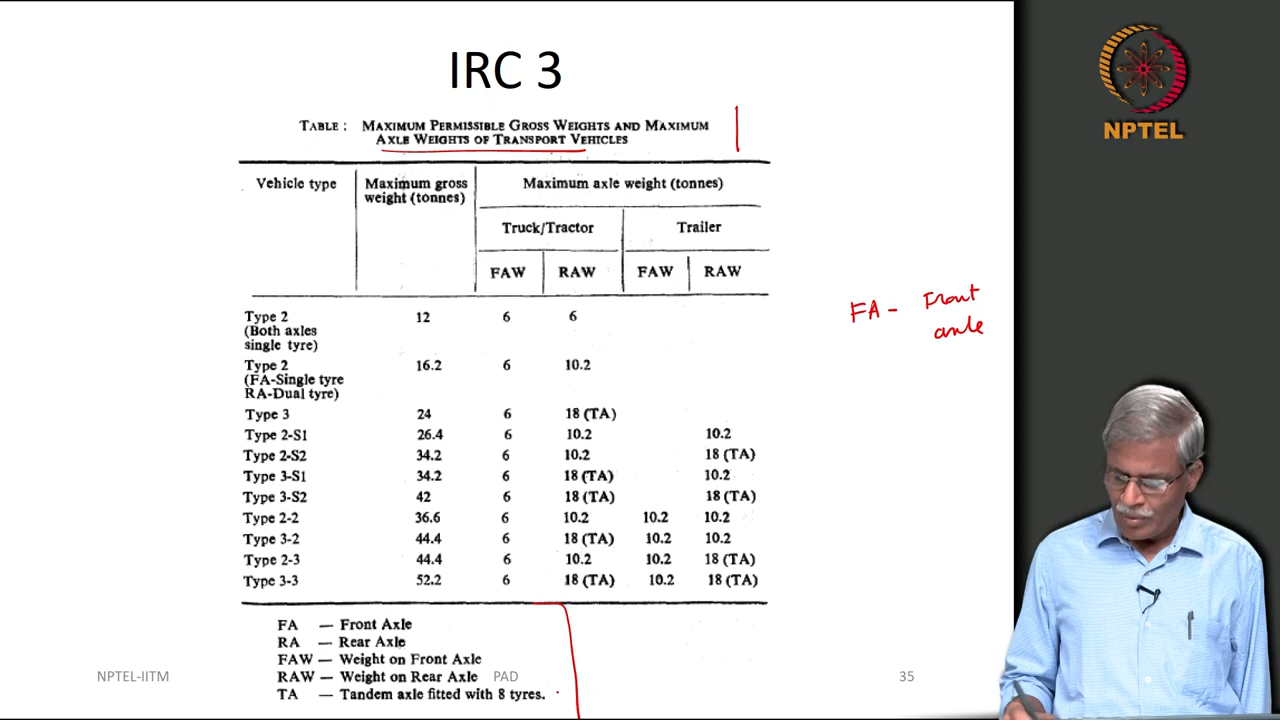 IRC 3
TABLE : MAXIMUM PERMISSIBLE GROSS WEIGHTS AND MAXIMUM
AXLE WEIGHTS OF TRANSPORT VEHICLES
Vehicle type Maximum gross weight (tonnes) Maximum axle weight (tonnes)
Truck/Tractor Trailer
FAW RAW FAW RAW
Type 2 12 6 6
(Both axles
single tyre)
Type 2 16.2 6 10.2
(FA-Single tyre
RA-Dual tyre)
Type 3 24 6 18 (TA)
Type 2-S1 26.4 6 10.2 10.2
Type 2-S2 34.2 6 10.2 18 (TA)
Type 3-S1 34.2 6 18 (TA) 10.2
Type 3-S2 42 6 18 (TA) 18 (TA)
Type 2-2 36.6 6 10.2 10.2 10.2
Type 3-2 44.4 6 18 (TA) 10.2 10.2
Type 2-3 44.4 6 10.2 10.2 18 (TA)
Type 3-3 52.2 6 18 (TA) 10.2 18 (TA)
FA — Front Axle
RA — Rear Axle
FAW — Weight on Front Axle
RAW — Weight on Rear Axle
TA — Tandem axle fitted with 8 tyres.
FA - Front
axle
NPTEL-IITM PAD 35
NPTEL